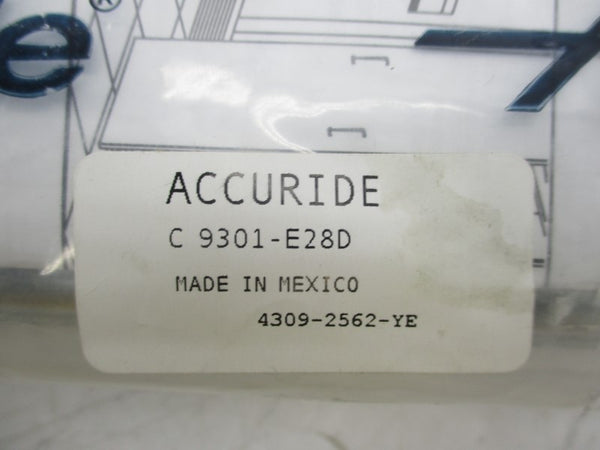 e®
ACCURIDE
C 9301-E28D
MADE IN MEXICO
4309-2562-YE